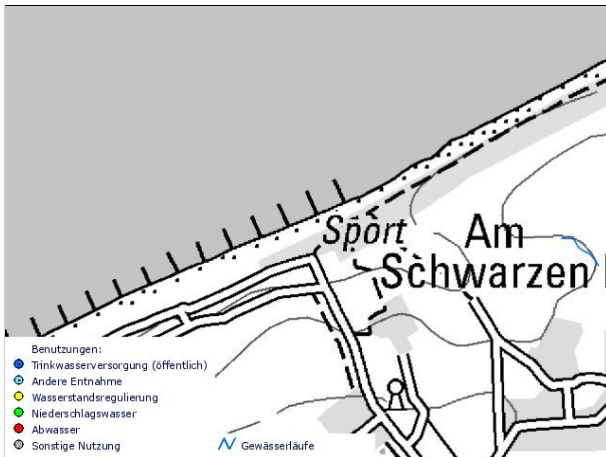 Sport
Am
Schwarzen
Benutzungen:
Trinkwasserversorgung (öffentlich)
Andere Entnahme
Wasserstandsregulierung
Niederschlagswasser
Abwasser
Sonstige Nutzung
Gewässerläufe